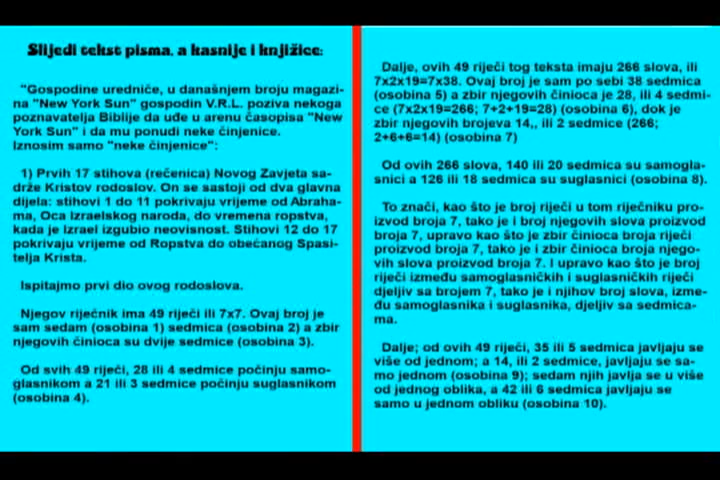 Slijedi tekst pisma, a kasnije i knjižice:
"Gospodine uredniče, u današnjem broju magazi-
na "New York Sun" gospodin V.R.L. poziva nekoga
poznavatelja Biblije da uđe u arenu časopisa "New
York Sun" i da mu ponudi neke činjenice.
Iznosim samo "neke činjenice":
1) Prvih 17 stihova (rečenica) Novog Zavjeta sa-
drže Kristov rodoslov. On se sastoji od dva glavna
dijela: stihovi 1 do 11 pokrivaju vrijeme od Abraha-
ma, Oca Izraelskog naroda, do vremena ropstva,
kada je Izrael izgubio neovisnost. Stihovi 12 do 17
pokrivaju vrijeme od Ropstva do obećanog Spasi-
telja Krista.
Ispitajmo prvi dio ovog rodoslova.
Njegov riječnik ima 49 riječi ili 7x7. Ovaj broj je
sam sedam (osobina 1) sedmica (osobina 2) a zbir
njegovih činioca su dvije sedmice (osobina 3).
Od svih 49 riječi, 28 ili 4 sedmice počinju samo-
glasnikom a 21 ili 3 sedmice počinju suglasnikom
(osobina 4).
Dalje, ovih 49 riječi tog teksta imaju 266 slova, ili
7x2x19=7x38. Ovaj broj je sam po sebi 38 sedmica
(osobina 5) a zbir njegovih činioca je 28, ili 4 sedmi-
ce (7x2x19=266; 7+2+19=28) (osobina 6), dok je
zbir njegovih brojeva 14,, ili 2 sedmice (266;
2+6+6=14) (osobina 7)
Od ovih 266 slova, 140 ili 20 sedmica su samogla-
snici a 126 ili 18 sedmica su suglasnici (osobina 8).
To znači, kao što je broj riječi u tom riječniku pro-
izvod broja 7, tako je i broj njegovih slova proizvod
broja 7, upravo kao što je zbir činioca broja riječi
proizvod broja 7, tako je i zbir činioca broja njego-
vih slova proizvod broja 7. I upravo kao što je broj
riječi između samoglasničkih i suglasničkih riječi
djeljiv sa brojem 7, tako je i njihov broj slova, izme-
đu samoglasnika i suglasnika, djeljiv sa sedmica-
ma.
Dalje; od ovih 49 riječi, 35 ili 5 sedmica javljaju se
više od jednom; a 14, ili 2 sedmice, javljaju se sa-
mo jednom (osobina 9); sedam njih javlja se u više
od jednog oblika, a 42 ili 6 sedmica javljaju se
samo u jednom obliku (osobina 10).